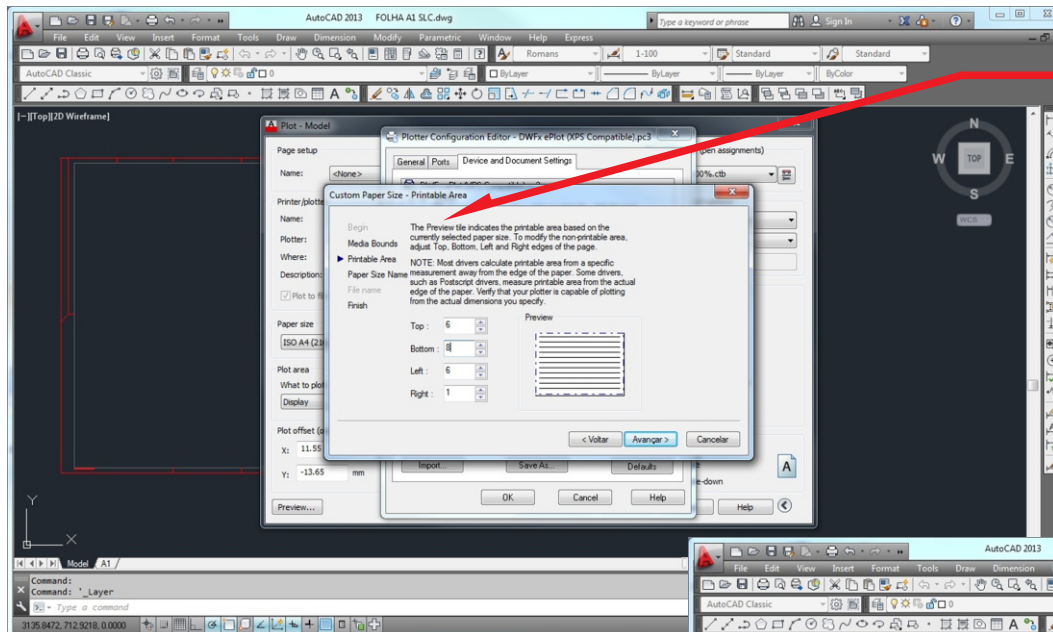 AutoCAD 2013 FOLHA A1 SLC.dwg
Type a keyword or phrase
Sign In
File Edit View Insert Format Tools Draw Dimension Modify Parametric Window Help Express
Romans 1-100 Standard Standard
AutoCAD Classic 0 ByLayer ByLayer ByLayer ByColor
[-][Top][2D Wireframe]
N
W TOP E
S
WCS
Plot - Model
Page setup
Name: <None>
Printer/plotte
Name:
Plotter:
Where:
Description:
Plot to fi
Paper size
ISO A4 (21
Plot area
What to plot
Display
Plot offset (o
X: 11.55
Y: -13.65 mm
Preview...
(pen assignments)
00%.ctb
e-down
A
Help
Plotter Configuration Editor - DWFx ePlot (XPS Compatible).pc3
General Ports Device and Document Settings
Import... Save As... Defaults
OK Cancel Help
Custom Paper Size - Printable Area
Begin
Media Bounds
Printable Area
Paper Size Name
File name
Finish
The Preview tile indicates the printable area based on the
currently selected paper size. To modify the non-printable area,
adjust Top, Bottom, Left and Right edges of the page.
NOTE: Most drivers calculate printable area from a specific
measurement away from the edge of the paper. Some drivers,
such as Postscript drivers, measure printable area from the actual
edge of the paper. Verify that your plotter is capable of plotting
from the actual dimensions you specify.
Top : 6
Bottom : 8
Left : 6
Right : 1
Preview
< Voltar Avançar > Cancelar
Y
X
Model A1
Command:
Command: '_Layer
Type a command
3135.8472, 712.9218, 0.0000
AutoCAD 2013
File Edit View Insert Format Tools Draw Dimension
AutoCAD Classic 0